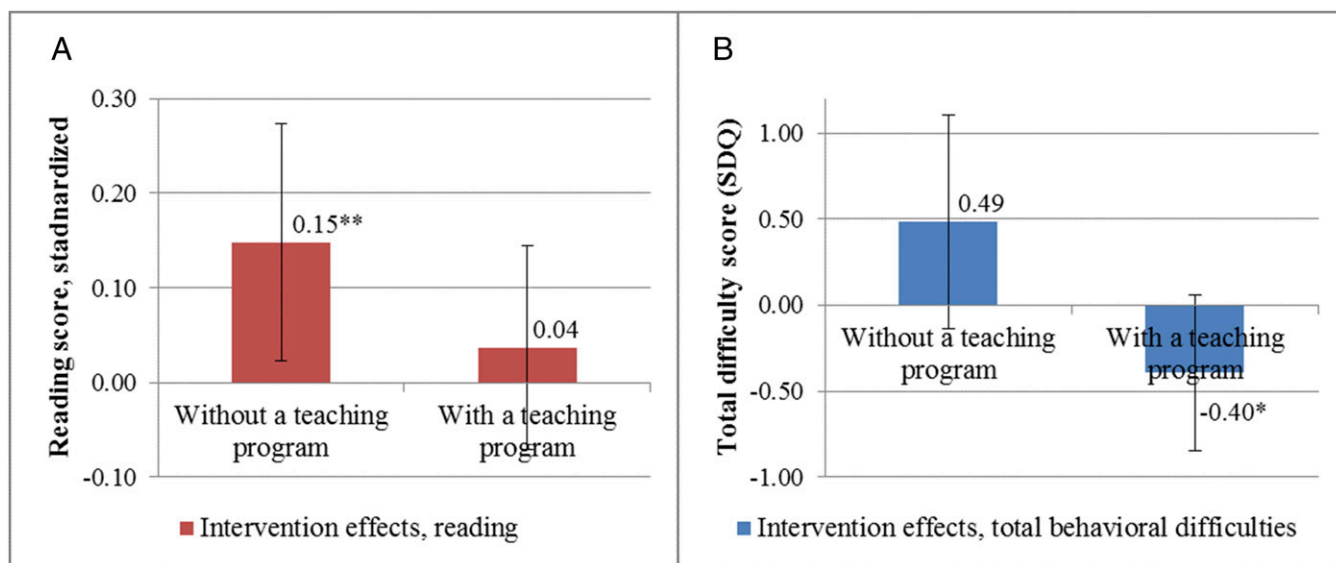 A
Reading score, stadnardized
0.30
0.20
0.10
0.00
-0.10
0.15**
0.04
Without a teaching
program
With a teaching
program
Intervention effects, reading
B
Total difficulty score (SDQ)
1.00
0.50
0.00
-0.50
-1.00
0.49
Without a teaching
program
With a teaching
program
-0.40*
Intervention effects, total behavioral difficulties